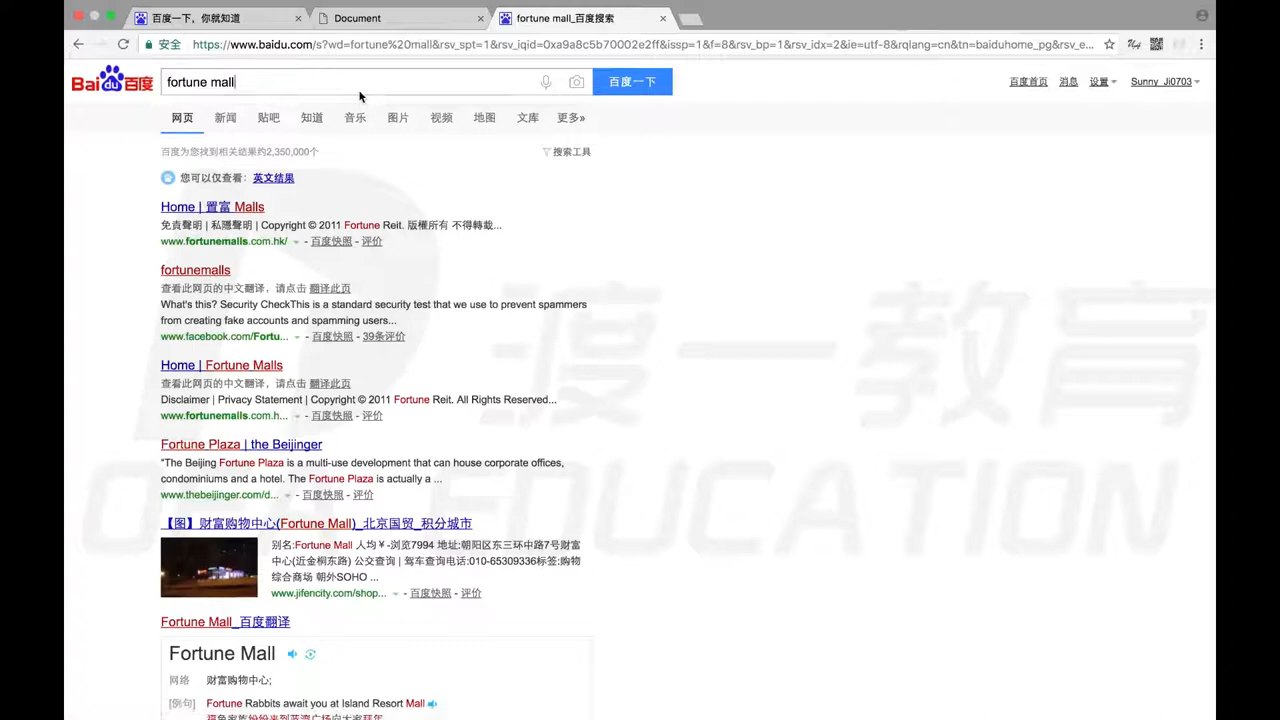 百度一下，你就知道
Document
fortune mall_百度搜索
安全 https://www.baidu.com/s?wd=fortune%20mall&rsv_spt=1&rsv_iqid=0xa9a8c5b70002e2ff&issp=1&f=8&rsv_bp=1&rsv_idx=2&ie=utf-8&rqlang=cn&tn=baiduhome_pg&rsv_e...
Bai du 百度
fortune mall
百度一下
百度首页 消息 设置 Sunny_Ji0703
网页 新闻 贴吧 知道 音乐 图片 视频 地图 文库 更多»
百度为您找到相关结果约2,350,000个
搜索工具
您可以仅查看：英文结果
Home | 置富 Malls
免責聲明 | 私隱聲明 | Copyright © 2011 Fortune Reit. 版權所有 不得轉載...
www.fortunemalls.com.hk/ - 百度快照 - 评价
fortunemalls
查看此网页的中文翻译，请点击 翻译此页
What's this? Security CheckThis is a standard security test that we use to prevent spammers
from creating fake accounts and spamming users...
www.facebook.com/Fortu... - 百度快照 - 39条评价
Home | Fortune Malls
查看此网页的中文翻译，请点击 翻译此页
Disclaimer | Privacy Statement | Copyright © 2011 Fortune Reit. All Rights Reserved...
www.fortunemalls.com.h... - 百度快照 - 评价
Fortune Plaza | the Beijinger
"The Beijing Fortune Plaza is a multi-use development that can house corporate offices,
condominiums and a hotel. The Fortune Plaza is actually a ...
www.thebeijinger.com/d... - 百度快照 - 评价
【图】财富购物中心(Fortune Mall)_北京国贸_积分城市
别名:Fortune Mall 人均￥-浏览7994 地址:朝阳区东三环中路7号财富
中心(近金桐东路) 公交查询 | 驾车查询电话:010-65309336标签:购物
综合商场 朝外SOHO ...
www.jifencity.com/shop... - 百度快照 - 评价
Fortune Mall_百度翻译
Fortune Mall
网络 财富购物中心;
[例句] Fortune Rabbits await you at Island Resort Mall
渡一教育
EDUCATION